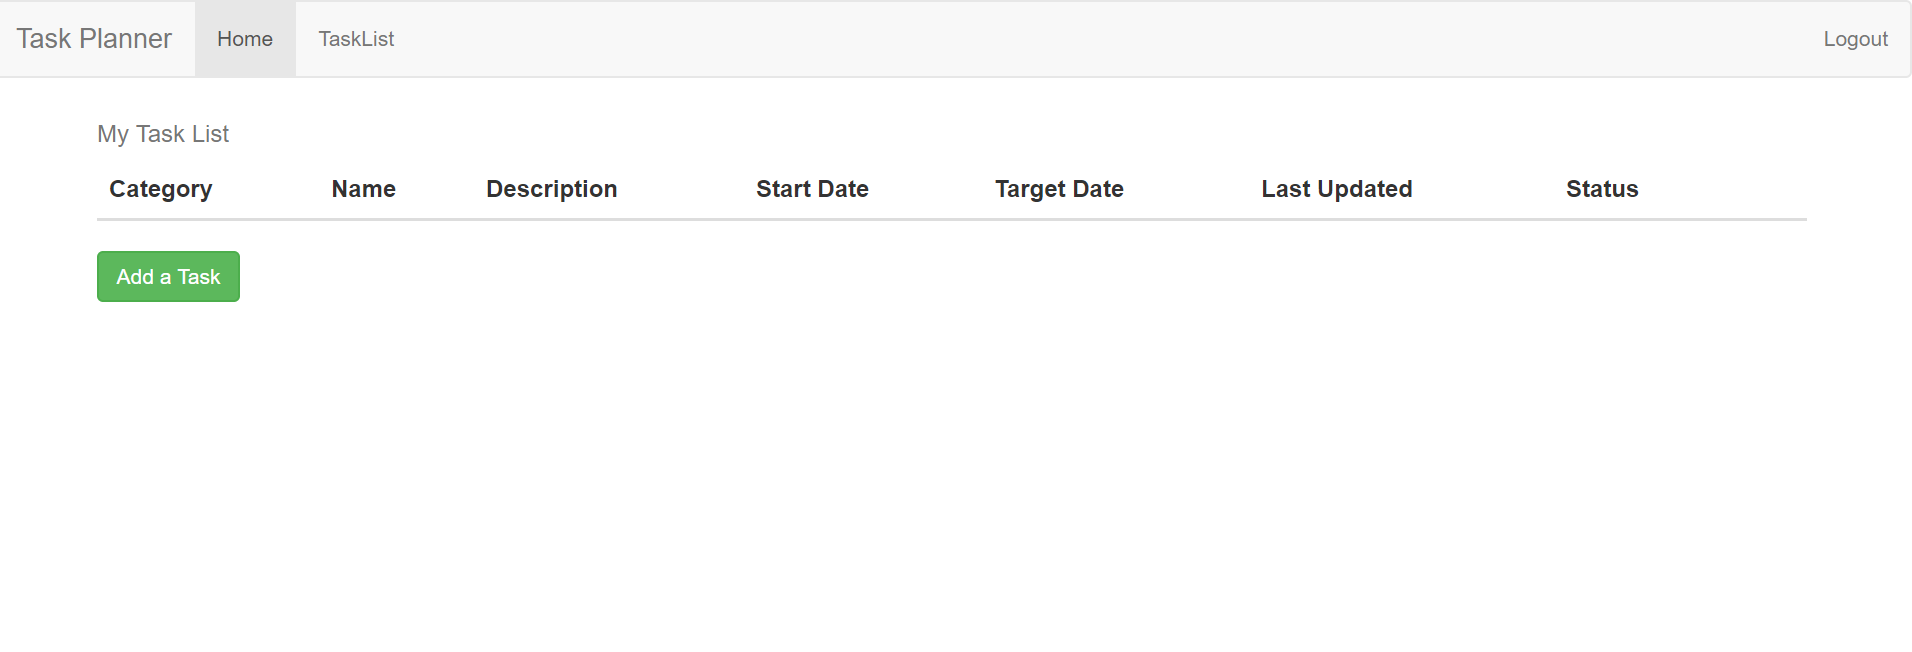 Task Planner Home TaskList Logout
My Task List
Category Name Description Start Date Target Date Last Updated Status
Add a Task